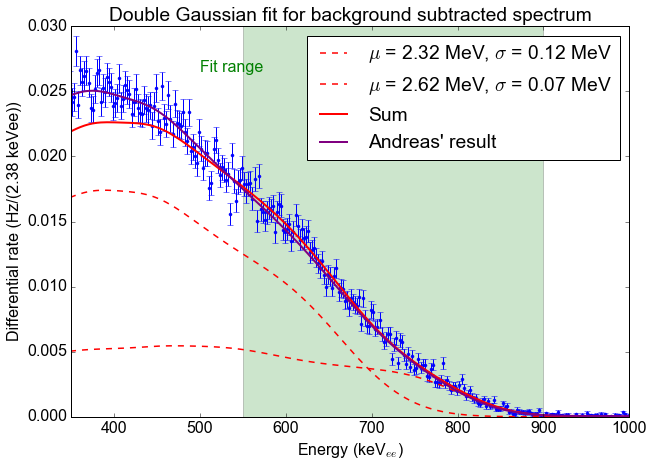 Double Gaussian fit for background subtracted spectrum
Differential rate (Hz/(2.38 keVee))
0.030
0.025
0.020
0.015
0.010
0.005
0.000
Fit range
μ = 2.32 MeV, σ = 0.12 MeV
μ = 2.62 MeV, σ = 0.07 MeV
Sum
Andreas' result
400 500 600 700 800 900 1000
Energy (keVₑₑ)